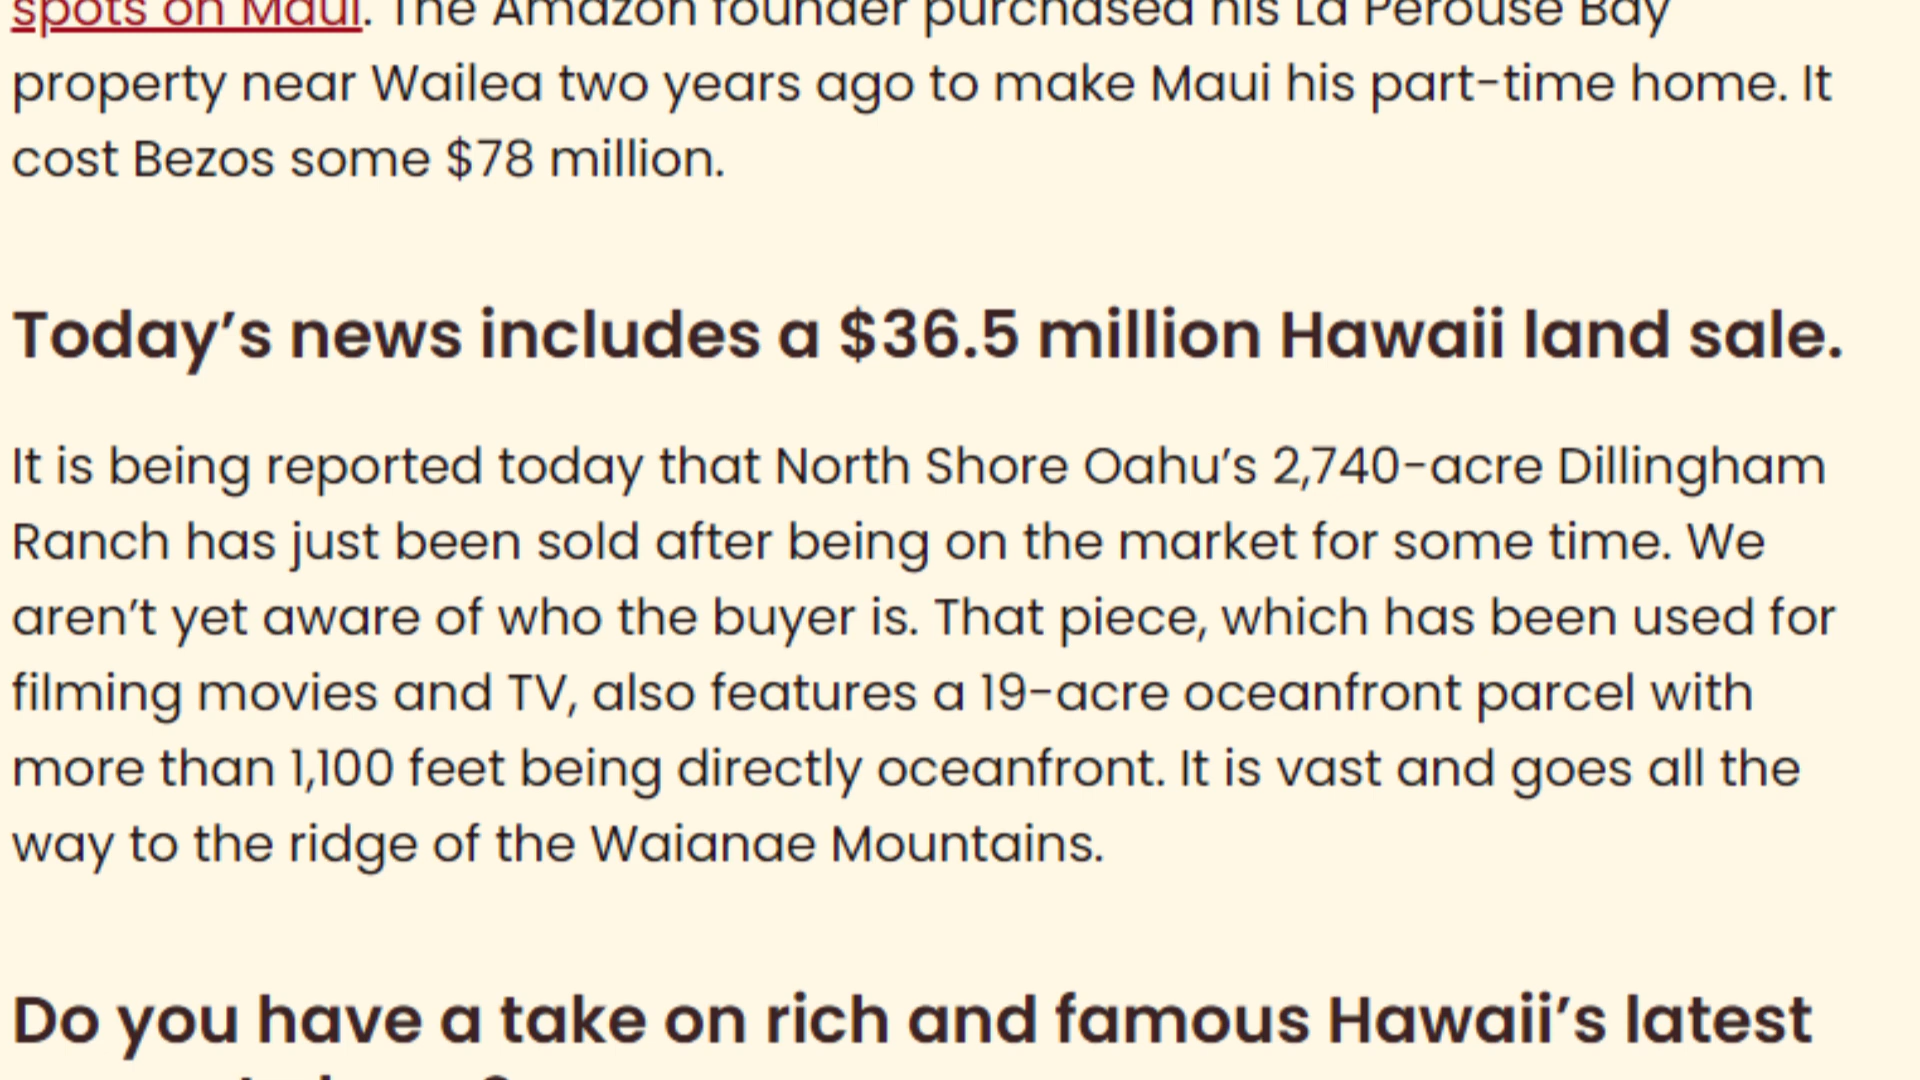 spots on Maui. The Amazon founder purchased his La Perouse Bay
property near Wailea two years ago to make Maui his part-time home. It
cost Bezos some $78 million.
Today’s news includes a $36.5 million Hawaii land sale.
It is being reported today that North Shore Oahu’s 2,740-acre Dillingham
Ranch has just been sold after being on the market for some time. We
aren’t yet aware of who the buyer is. That piece, which has been used for
filming movies and TV, also features a 19-acre oceanfront parcel with
more than 1,100 feet being directly oceanfront. It is vast and goes all the
way to the ridge of the Waianae Mountains.
Do you have a take on rich and famous Hawaii’s latest